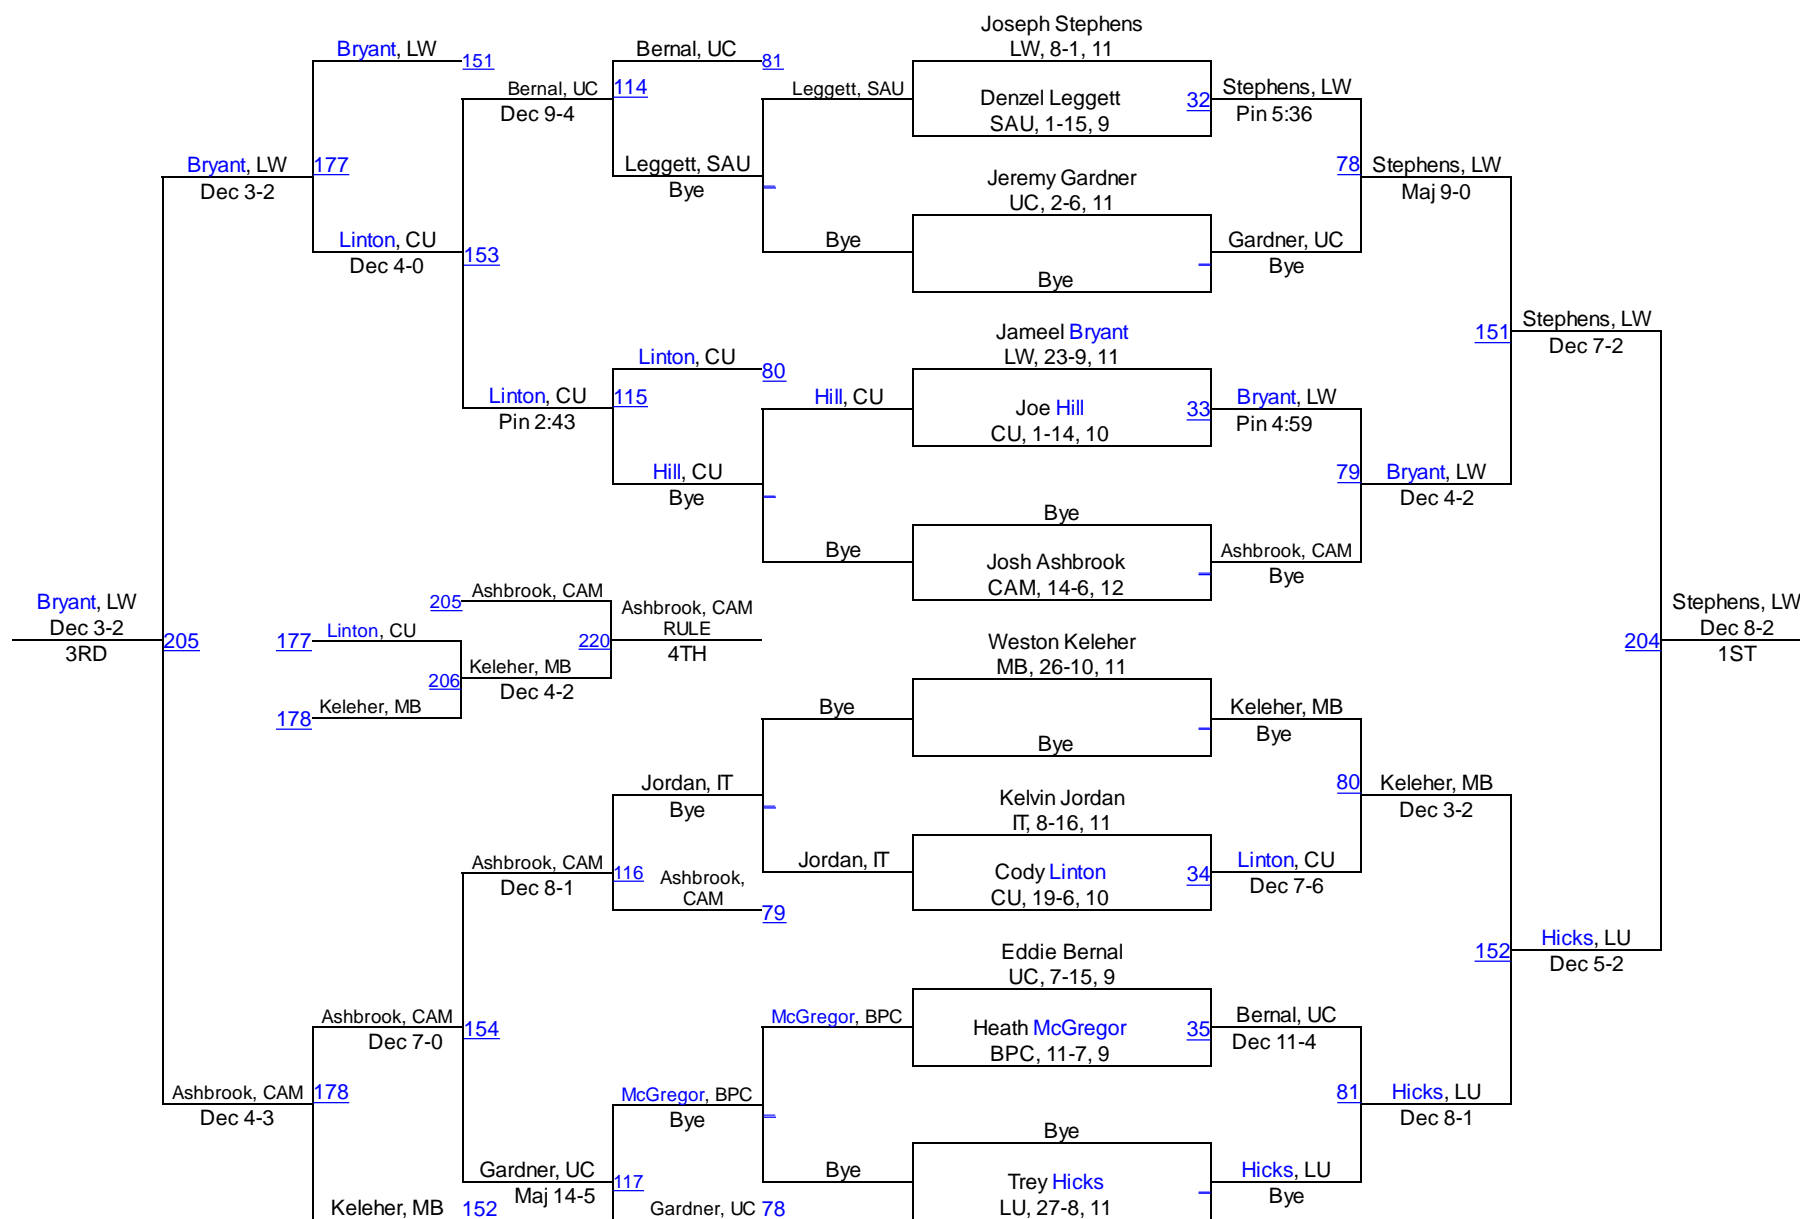 Joseph Stephens
Bryant, LW
Bernal, UC
LW, 8-1, 11
151
81
Bernal, UC
114
Leggett, SAU
Denzel Leggett
32
Stephens, LW
Dec 9-4
SAU, 1-15, 9
Pin 5:36
Bryant, LW
177
Leggett, SAU
78
Stephens, LW
Dec 3-2
Bye
Jeremy Gardner
Maj 9-0
UC, 2-6, 11
Linton, CU
153
Bye
Gardner, UC
Dec 4-0
Bye
Bye
Jameel Bryant
151
Stephens, LW
Linton, CU
LW, 23-9, 11
Dec 7-2
80
Linton, CU
115
Hill, CU
Joe Hill
33
Bryant, LW
Pin 2:43
CU, 1-14, 10
Pin 4:59
Hill, CU
79
Bryant, LW
Bye
Dec 4-2
Bye
Bye
Josh Ashbrook
Ashbrook, CAM
CAM, 14-6, 12
Bye
Bryant, LW
205
Ashbrook, CAM
Ashbrook, CAM
Stephens, LW
Dec 3-2
177
Linton, CU
RULE
Dec 8-2
3RD
205
220
4TH
204
1ST
206
Keleher, MB
Weston Keleher
Dec 4-2
MB, 26-10, 11
178
Keleher, MB
Bye
Keleher, MB
Bye
Bye
Jordan, IT
80
Keleher, MB
Bye
Kelvin Jordan
Dec 3-2
IT, 8-16, 11
Ashbrook, CAM
116
Jordan, IT
Cody Linton
34
Linton, CU
Dec 8-1
Ashbrook,
CAM
CU, 19-6, 10
Dec 7-6
79
Eddie Bernal
152
Hicks, LU
UC, 7-15, 9
Dec 5-2
Ashbrook, CAM
154
McGregor, BPC
Heath McGregor
35
Bernal, UC
Dec 7-0
BPC, 11-7, 9
Dec 11-4
Ashbrook, CAM
178
McGregor, BPC
81
Hicks, LU
Dec 4-3
Bye
Dec 8-1
Bye
Gardner, UC
117
Bye
Trey Hicks
Hicks, LU
Maj 14-5
LU, 27-8, 11
Bye
Keleher, MB
152
Gardner, UC
78